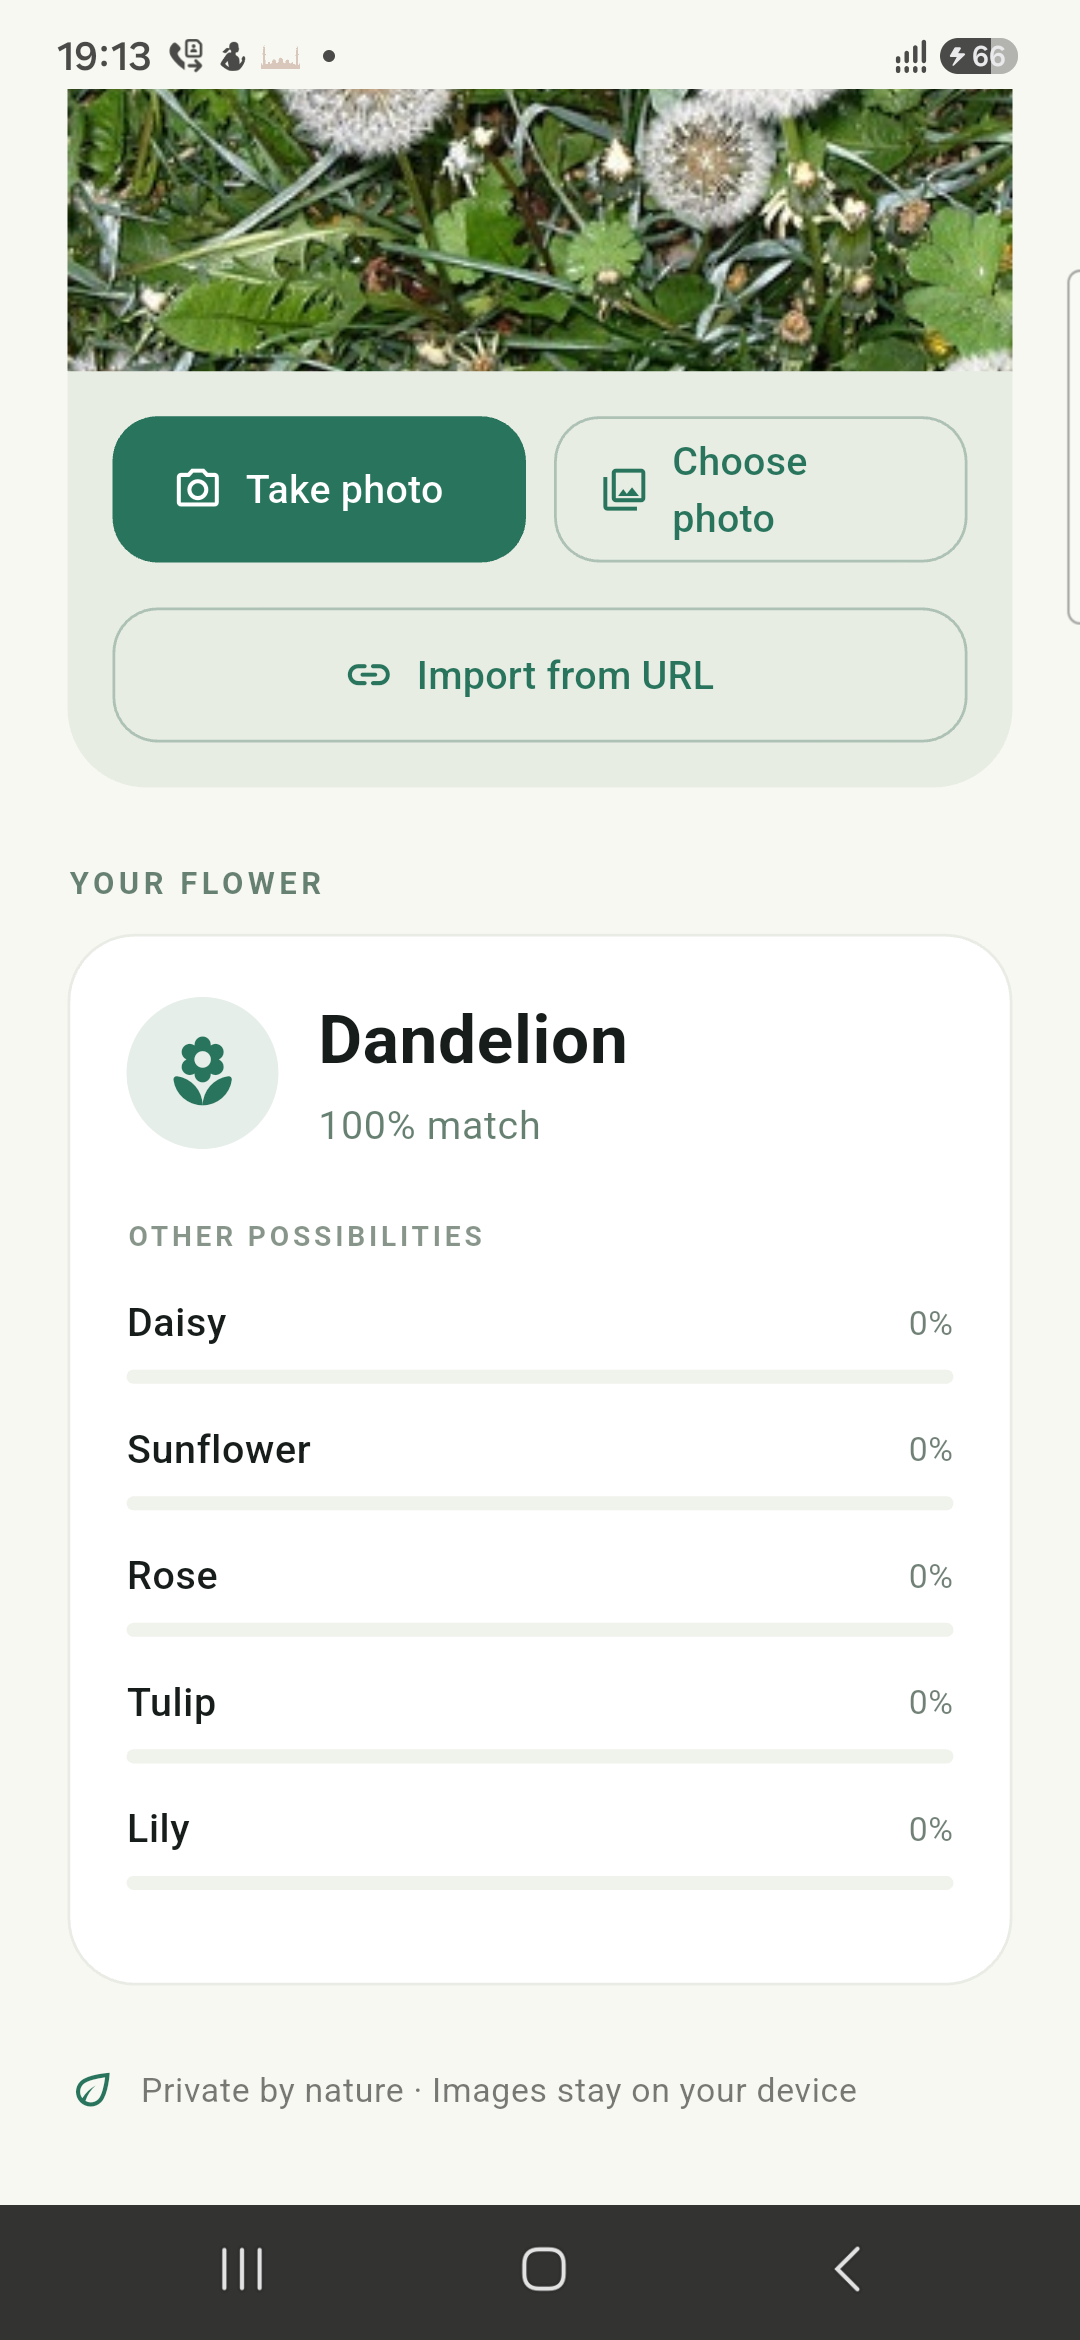 19:13
66
Take photo
Choose
photo
Import from URL
YOUR FLOWER
Dandelion
100% match
OTHER POSSIBILITIES
Daisy 0%
Sunflower 0%
Rose 0%
Tulip 0%
Lily 0%
Private by nature · Images stay on your device